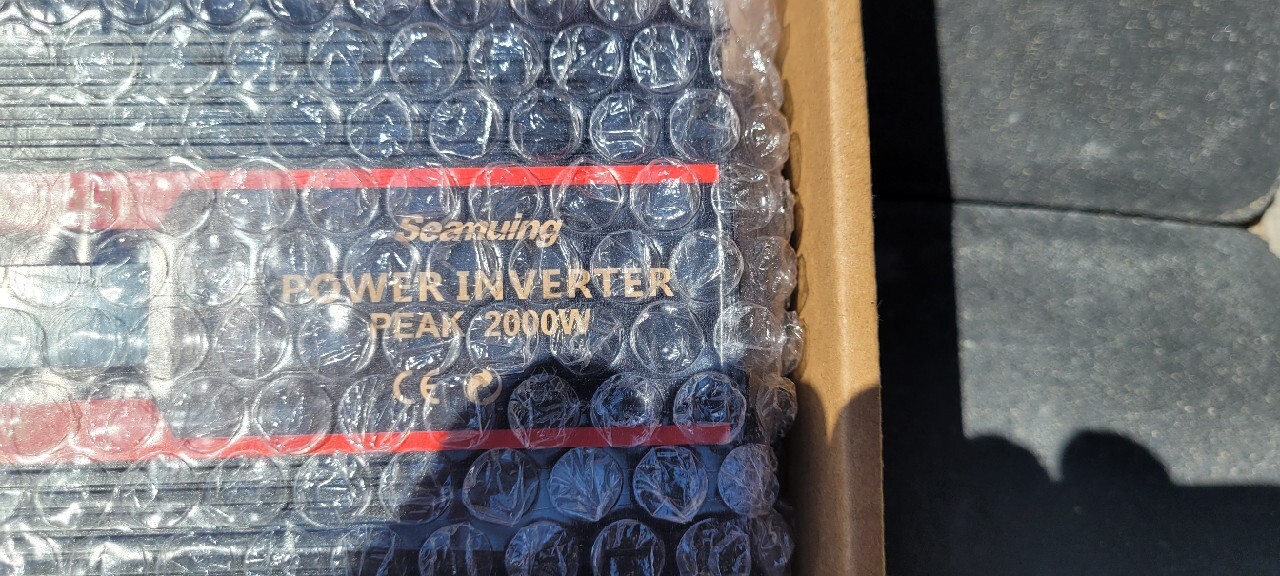 Seamuing
POWER INVERTER
PEAK 2000W
CE